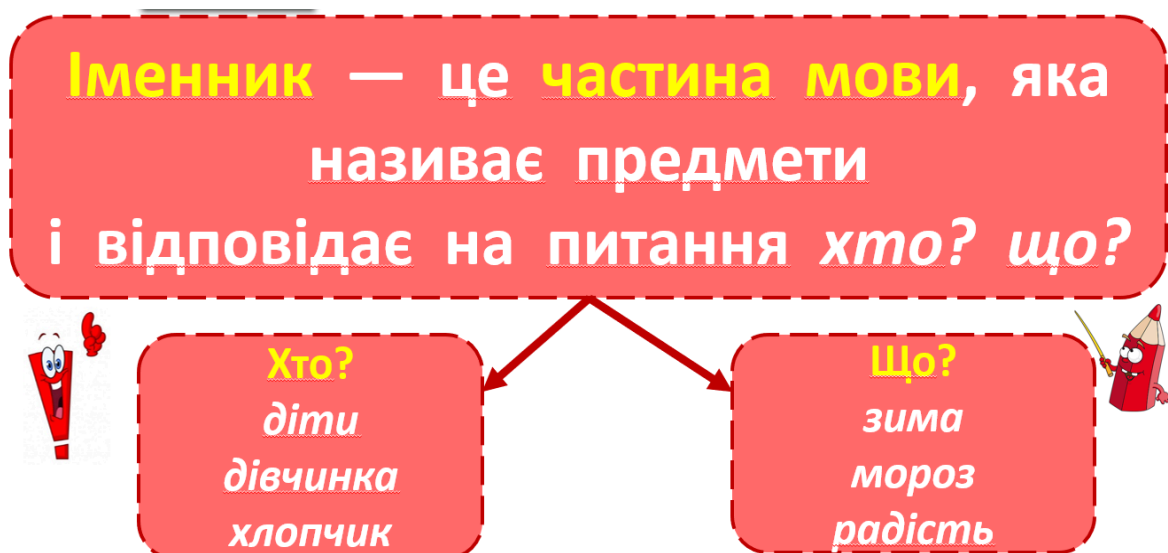 Іменник — це частина мови, яка
називає предмети
і відповідає на питання хто? що?
Хто?
діти
дівчинка
хлопчик
Що?
зима
мороз
радість